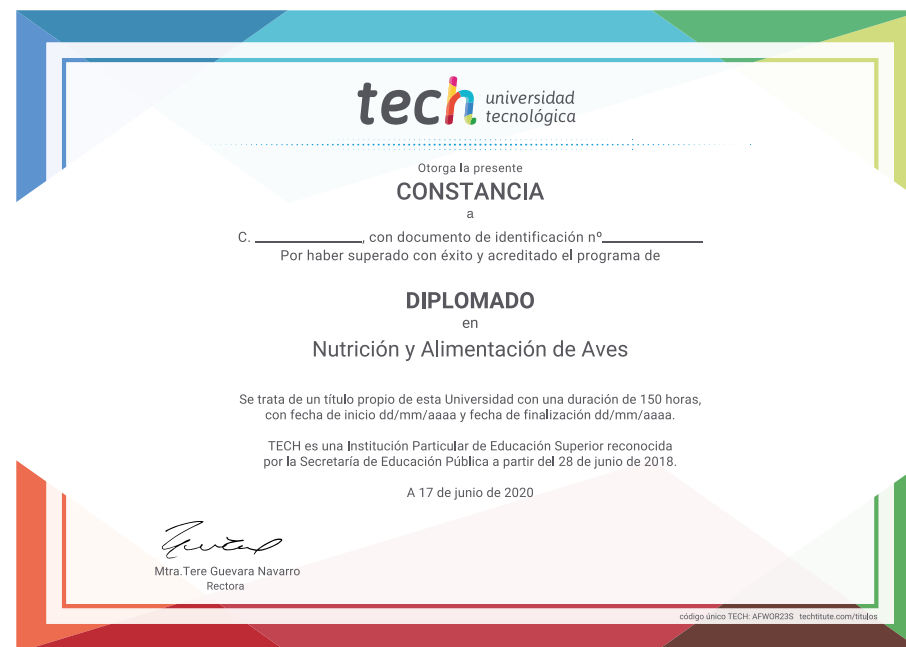 tech universidad
tecnológica
Otorga la presente
CONSTANCIA
a
C. ____________, con documento de identificación nº____________
Por haber superado con éxito y acreditado el programa de
DIPLOMADO
en
Nutrición y Alimentación de Aves
Se trata de un título propio de esta Universidad con una duración de 150 horas,
con fecha de inicio dd/mm/aaaa y fecha de finalización dd/mm/aaaa.
TECH es una Institución Particular de Educación Superior reconocida
por la Secretaría de Educación Pública a partir del 28 de junio de 2018.
A 17 de junio de 2020
Mtra.Tere Guevara Navarro
Rectora
código único TECH: AFWOR23S techtitute.com/titulos